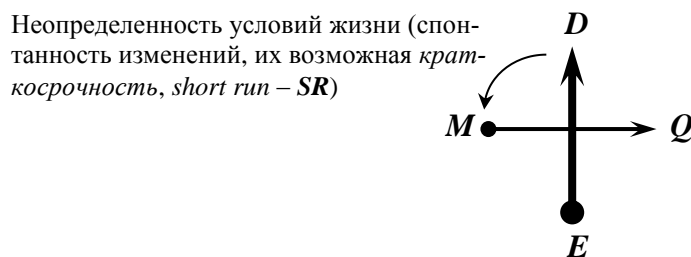 Неопределенность условий жизни (спон-
танность изменений, их возможная крат-
косрочность, short run – SR)
D
M
Q
E